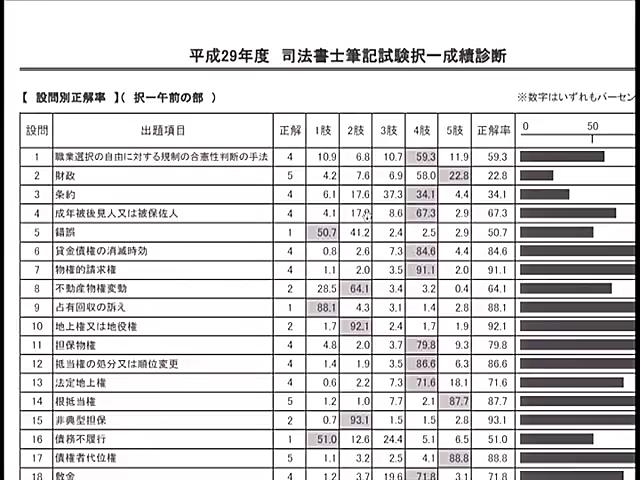 平成29年度 司法書士筆記試験択一成績診断
【 設問別正解率 】( 択一午前の部 )
※数字はいずれもパーセン
設問 出題項目 正解 1肢 2肢 3肢 4肢 5肢 正解率 0 50
1 職業選択の自由に対する規制の合憲性判断の手法 4 10.9 6.8 10.7 59.3 11.9 59.3
2 財政 5 4.2 7.6 6.9 58.0 22.8 22.8
3 条約 4 6.1 17.6 37.3 34.1 4.4 34.1
4 成年被後見人又は被保佐人 4 4.1 8.6 67.3 2.9 67.3
5 錯誤 1 50.7 41.2 2.4 2.5 2.9 50.7
6 貸金債権の消滅時効 4 0.8 2.6 7.3 84.6 4.4 84.6
7 物権的請求権 4 1.1 2.0 3.5 91.1 2.0 91.1
8 不動産物権変動 2 28.5 64.1 3.4 3.2 0.4 64.1
9 占有回収の訴え 1 88.1 4.3 3.1 1.4 2.8 88.1
10 地上権又は地役権 2 1.7 92.1 2.4 1.7 1.9 92.1
11 担保物権 4 4.8 2.0 3.7 79.8 9.3 79.8
12 抵当権の処分又は順位変更 4 1.4 1.9 3.5 86.6 6.3 86.6
13 法定地上権 4 0.6 2.2 7.3 71.6 18.1 71.6
14 根抵当権 5 1.2 1.0 7.7 2.1 87.7 87.7
15 非典型担保 2 0.7 93.1 1.5 1.5 2.8 93.1
16 債務不履行 1 51.0 12.6 24.4 5.1 6.5 51.0
17 債権者代位権 5 1.1 3.2 2.5 4.1 88.8 88.8
18 敷金 4 1.2 3.7 19.6 71.8 3.1 71.8